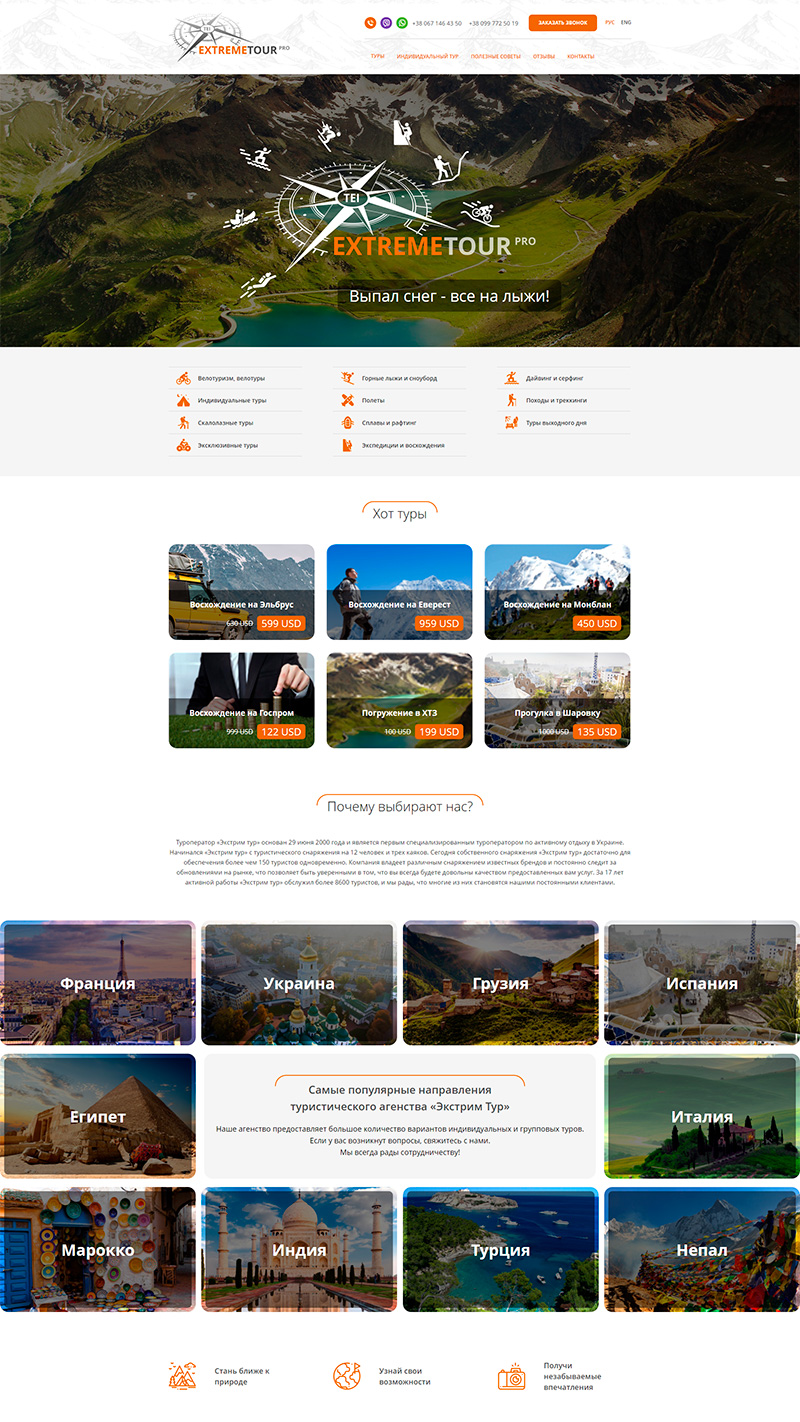 TEI
EXTREMETOUR PRO
+38 067 146 43 50
+38 099 772 50 19
ЗАКАЗАТЬ ЗВОНОК
РУС
ENG
ТУРЫ
ИНДИВИДУАЛЬНЫЙ ТУР
ПОЛЕЗНЫЕ СОВЕТЫ
ОТЗЫВЫ
КОНТАКТЫ
TEI
EXTREMETOUR PRO
Выпал снег - все на лыжи!
Велотуризм, велотуры
Горные лыжи и сноуборд
Дайвинг и серфинг
Индивидуальные туры
Полеты
Походы и треккинги
Скалолазные туры
Сплавы и рафтинг
Туры выходного дня
Эксклюзивные туры
Экспедиции и восхождения
Хот туры
Восхождение на Эльбрус
630 USD 599 USD
Восхождение на Еверест
959 USD
Восхождение на Монблан
450 USD
Восхождение на Госпром
999 USD 122 USD
Погружение в ХТЗ
100 USD 199 USD
Прогулка в Шаровку
1000 USD 135 USD
Почему выбирают нас?
Туроператор «Экстрим тур» основан 29 июня 2000 года и является первым специализированным туроператором по активному отдыху в Украине.
Начинался «Экстрим тур» с туристического снаряжения на 12 человек и трех каяков. Сегодня собственного снаряжения «Экстрим тур» достаточно для
обеспечения более чем 150 туристов одновременно. Компания владеет различным снаряжением известных брендов и постоянно следит за
обновлениями на рынке, что позволяет быть уверенными в том, что вы всегда будете довольны качеством предоставленных вам услуг. За 17 лет
активной работы «Экстрим тур» обслужил более 8600 туристов, и мы рады, что многие из них становятся нашими постоянными клиентами.
Франция
Украина
Грузия
Испания
Египет
Самые популярные направления
туристического агенства «Экстрим Тур»
Наше агенство предоставляет большое количество вариантов индивидуальных и групповых туров.
Если у вас возникнут вопросы, свяжитесь с нами.
Мы всегда рады сотрудничеству!
Италия
Марокко
Индия
Турция
Непал
Стань ближе к
природе
Узнай свои
возможности
Получи
незабываемые
впечатления